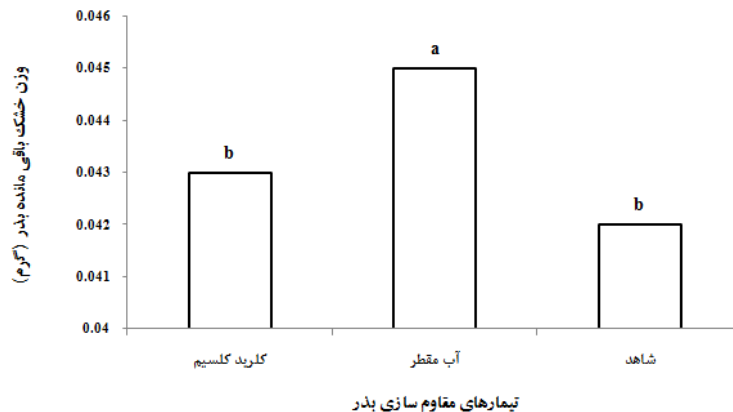 0.046
0.045
0.044
0.043
0.042
0.041
0.04
وزن خشک باقی مانده بذر (گرم)
b
a
b
کلرید کلسیم
آب مقطر
شاهد
تیمارهای مقاوم سازی بذر